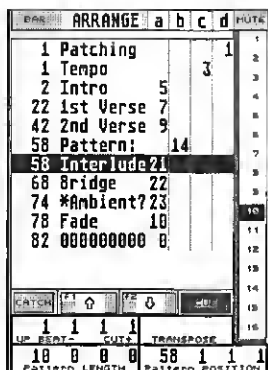 BAR ARRANGE a b c d MUTE
1 Patching 1
1 Tempo 3
2 Intro 5
22 1st Verse 7
42 2nd Verse 9
58 Pattern: 14
58 Interlude 21
68 Bridge 22
74 *Ambient? 23
78 Fade 10
82 000000000 0
1
2
3
4
5
6
7
8
9
10
11
12
13
14
15
16
CATCH F1 F2
1 1 1 1
UP BEAT- CUT+ TRANSPOSE
10 0 0 0 58 1 1 1
Pattern LENGTH Pattern POSITION